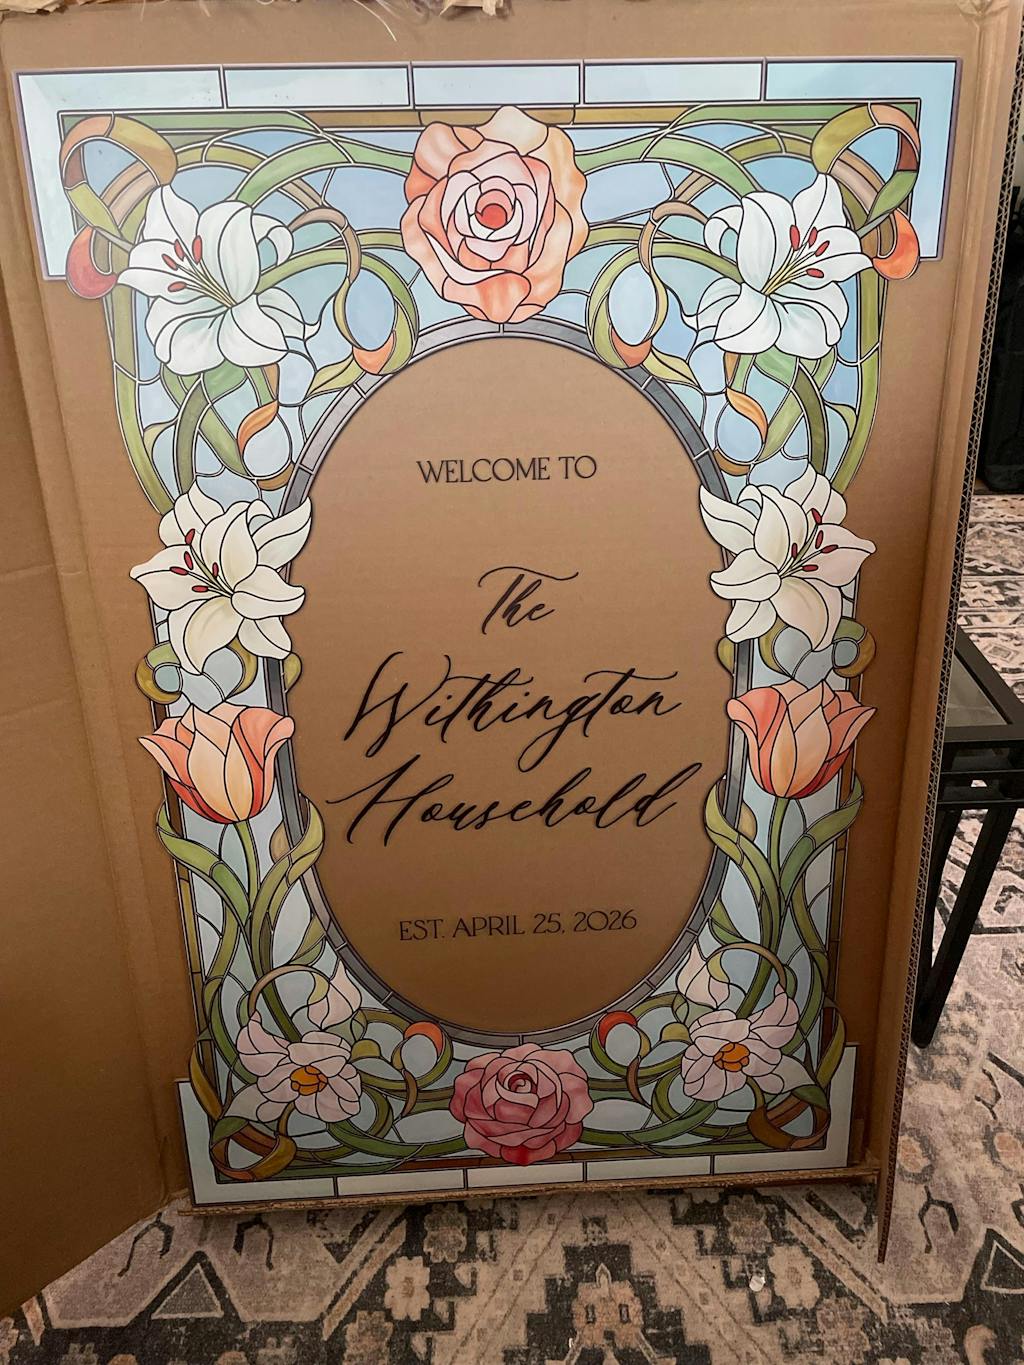 WELCOME TO
The
Withington
Household
EST. APRIL 25, 2026